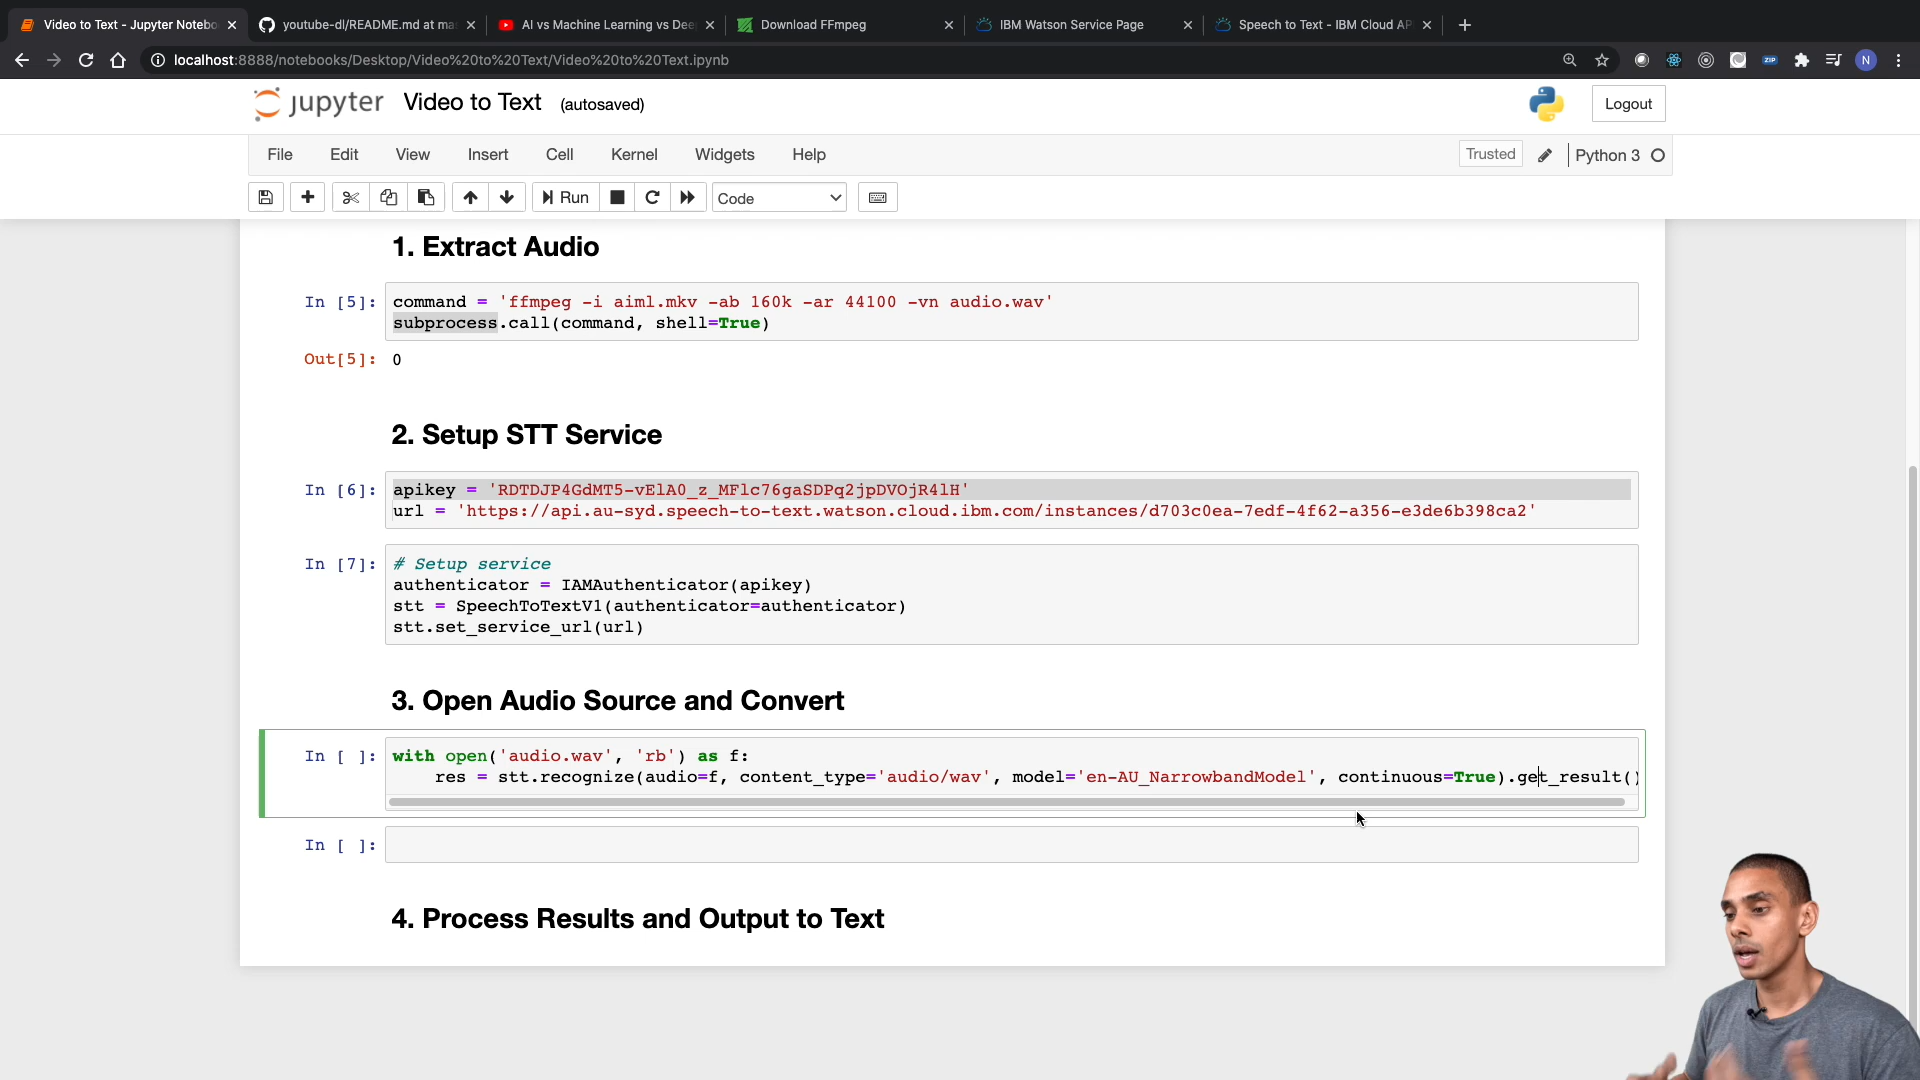 Video to Text - Jupyter Notebo
youtube-dl/README.md at ma
AI vs Machine Learning vs Dee
Download FFmpeg
IBM Watson Service Page
Speech to Text - IBM Cloud AP
localhost:8888/notebooks/Desktop/Video%20to%20Text/Video%20to%20Text.ipynb
ZIP
N
jupyter Video to Text (autosaved)
Logout
File Edit View Insert Cell Kernel Widgets Help
Trusted Python 3
Run Code
1. Extract Audio
In [5]: command = 'ffmpeg -i aiml.mkv -ab 160k -ar 44100 -vn audio.wav'
subprocess.call(command, shell=True)
Out[5]: 0
2. Setup STT Service
In [6]: apikey = 'RDTDJP4GdMT5-vElA0_z_MFlc76gaSDPq2jpDVOjR4lH'
url = 'https://api.au-syd.speech-to-text.watson.cloud.ibm.com/instances/d703c0ea-7edf-4f62-a356-e3de6b398ca2'
In [7]: # Setup service
authenticator = IAMAuthenticator(apikey)
stt = SpeechToTextV1(authenticator=authenticator)
stt.set_service_url(url)
3. Open Audio Source and Convert
In [ ]: with open('audio.wav', 'rb') as f:
res = stt.recognize(audio=f, content_type='audio/wav', model='en-AU_NarrowbandModel', continuous=True).get_result()
In [ ]:
4. Process Results and Output to Text